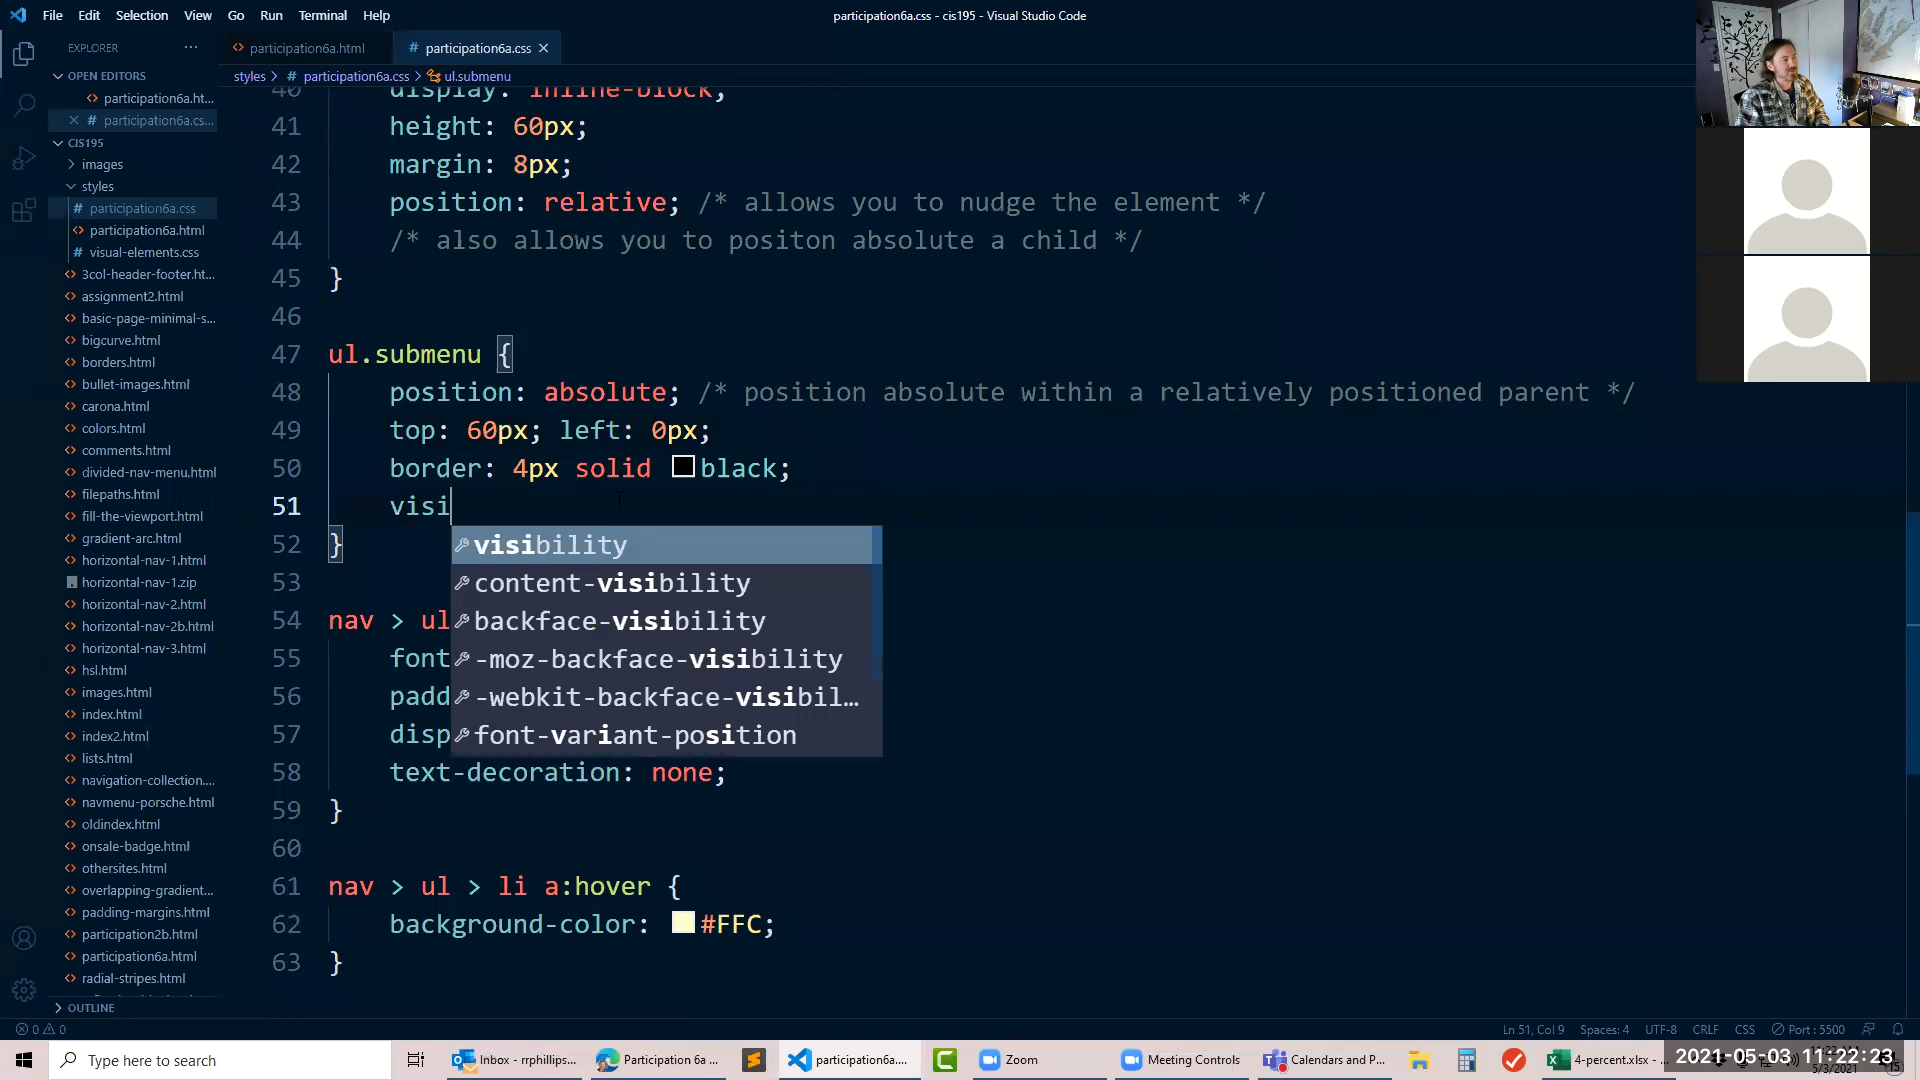 File Edit Selection View Go Run Terminal Help
participation6a.css - cis195 - Visual Studio Code
EXPLORER ···
participation6a.html
# participation6a.css
OPEN EDITORS
participation6a.ht...
# participation6a.cs...
CIS195
images
styles
# participation6a.css
participation6a.html
# visual-elements.css
3col-header-footer.ht...
assignment2.html
basic-page-minimal-s...
bigcurve.html
borders.html
bullet-images.html
carona.html
colors.html
comments.html
divided-nav-menu.html
filepaths.html
fill-the-viewport.html
gradient-arc.html
horizontal-nav-1.html
horizontal-nav-1.zip
horizontal-nav-2.html
horizontal-nav-2b.html
horizontal-nav-3.html
hsl.html
images.html
index.html
index2.html
lists.html
navigation-collection....
navmenu-porsche.html
oldindex.html
onsale-badge.html
othersites.html
overlapping-gradient...
padding-margins.html
participation2b.html
participation6a.html
radial-stripes.html
OUTLINE
styles > # participation6a.css > ul.submenu
40 display: inline-block;
41 height: 60px;
42 margin: 8px;
43 position: relative; /* allows you to nudge the element */
44 /* also allows you to positon absolute a child */
45 }
46
47 ul.submenu {
48 position: absolute; /* position absolute within a relatively positioned parent */
49 top: 60px; left: 0px;
50 border: 4px solid black;
51 visi
52 }
53
54 nav > ul
55 font
56 padd
57 disp
58 text-decoration: none;
59 }
60
61 nav > ul > li a:hover {
62 background-color: #FFC;
63 }
visibility
content-visibility
backface-visibility
-moz-backface-visibility
-webkit-backface-visibil...
font-variant-position
0 0
Ln 51, Col 9 Spaces: 4 UTF-8 CRLF CSS Port : 5500
Type here to search
Inbox - rrphillips...
Participation 6a ...
participation6a....
Zoom
Meeting Controls
Calendars and P...
4-percent.xlsx - ...
2021-05-03 11:22:23
5/3/2021